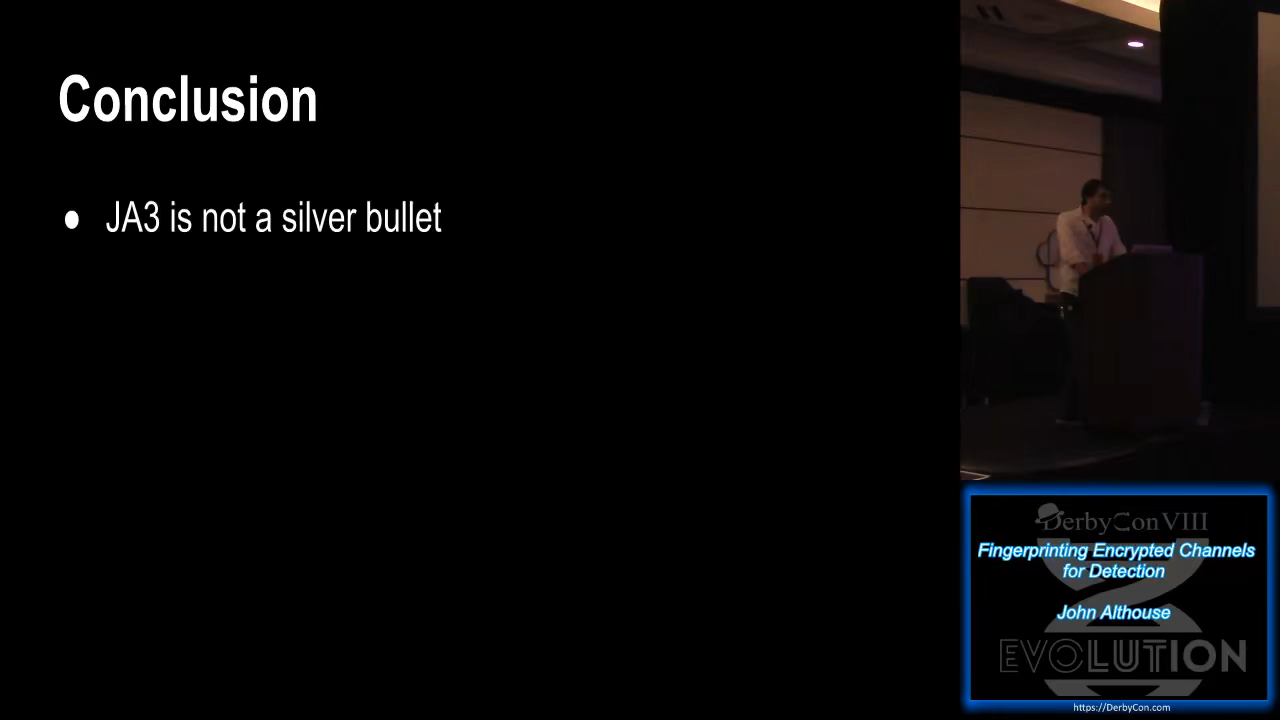 Conclusion
● JA3 is not a silver bullet
DerbyCon VIII
Fingerprinting Encrypted Channels
for Detection
John Althouse
EVOLUTION
https://DerbyCon.com